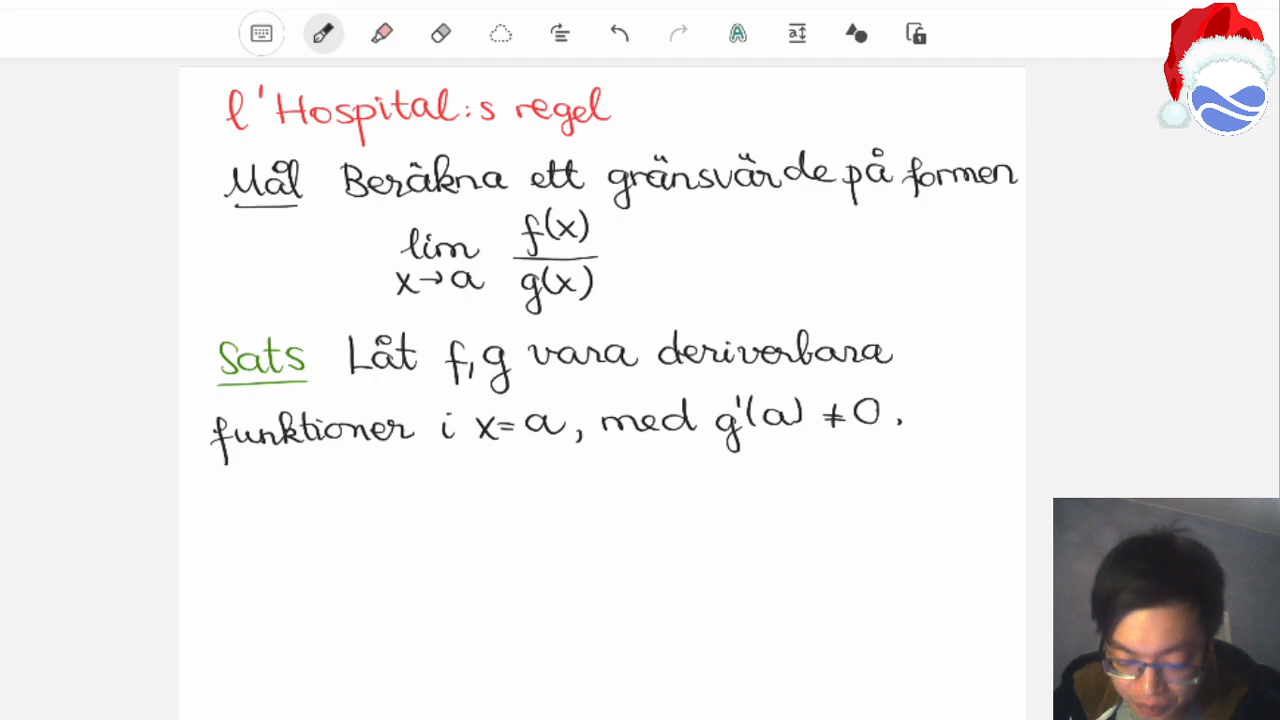 l'Hospital:s regel
Mål Beräkna ett gränsvärde på formen
lim f(x)
x→a g(x)
Sats Låt f,g vara deriverbara
funktioner i x=a, med g'(a) ≠0.